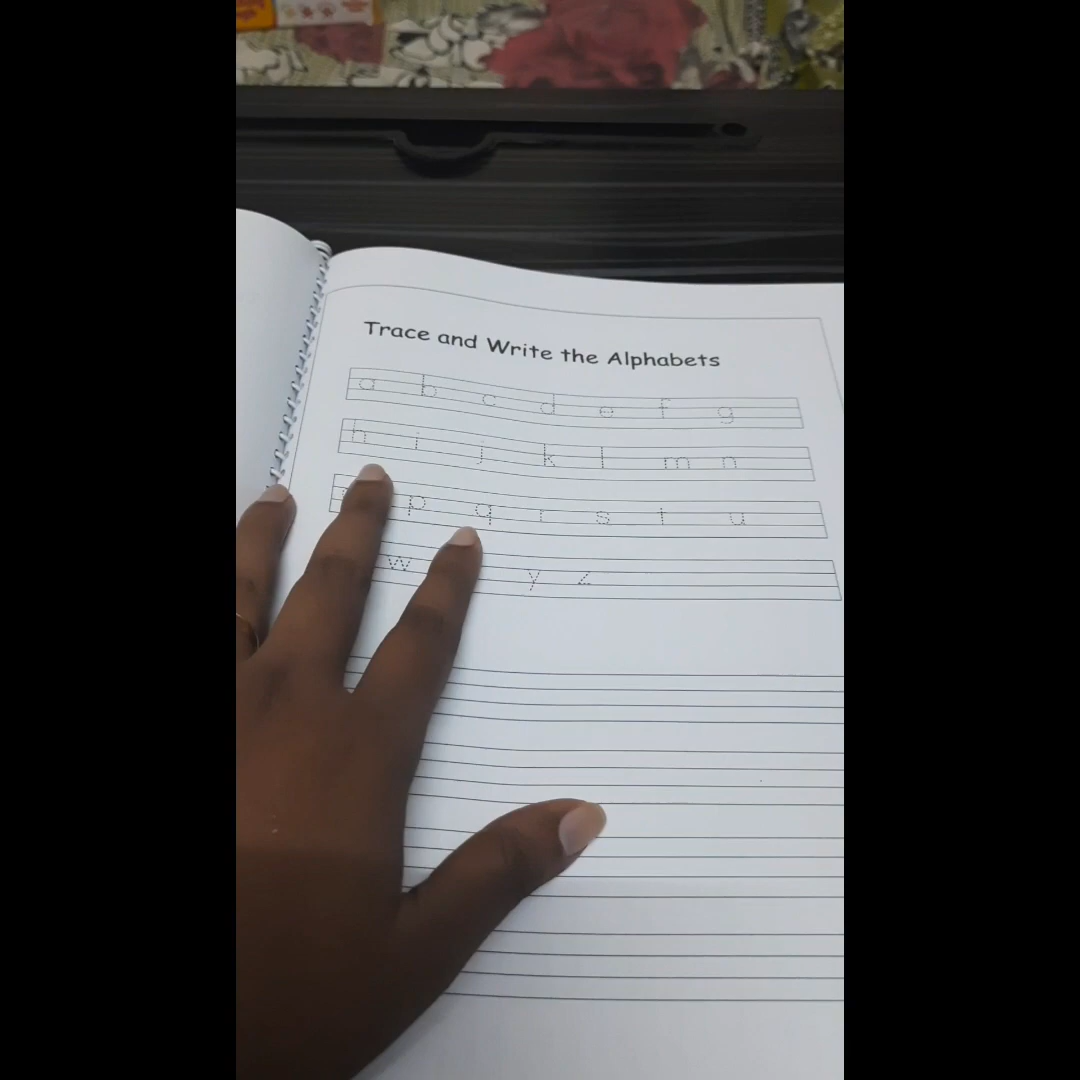 Trace and Write the Alphabets
a b c d e f g
h i j k l m n
p q r s t u
w y z